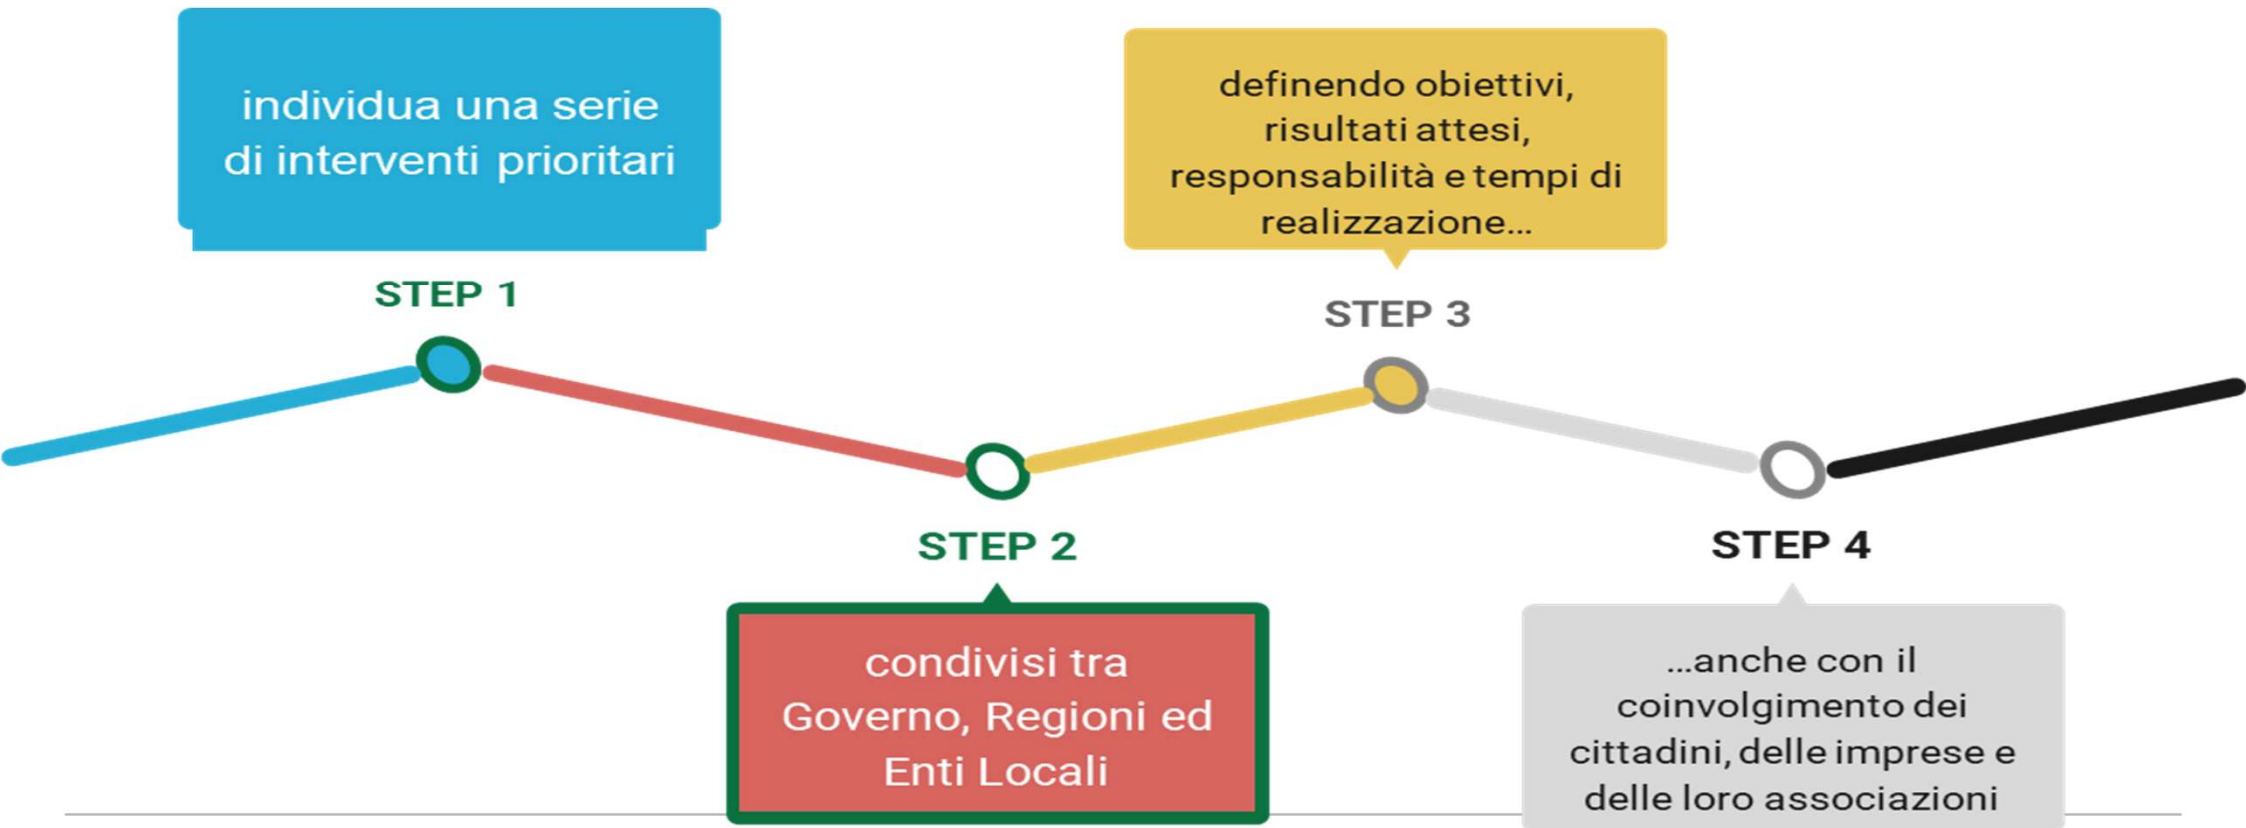 individua una serie
di interventi prioritari
STEP 1
STEP 2
condivisi tra
Governo, Regioni ed
Enti Locali
definendo obiettivi,
risultati attesi,
responsabilità e tempi di
realizzazione...
STEP 3
STEP 4
...anche con il
coinvolgimento dei
cittadini, delle imprese e
delle loro associazioni